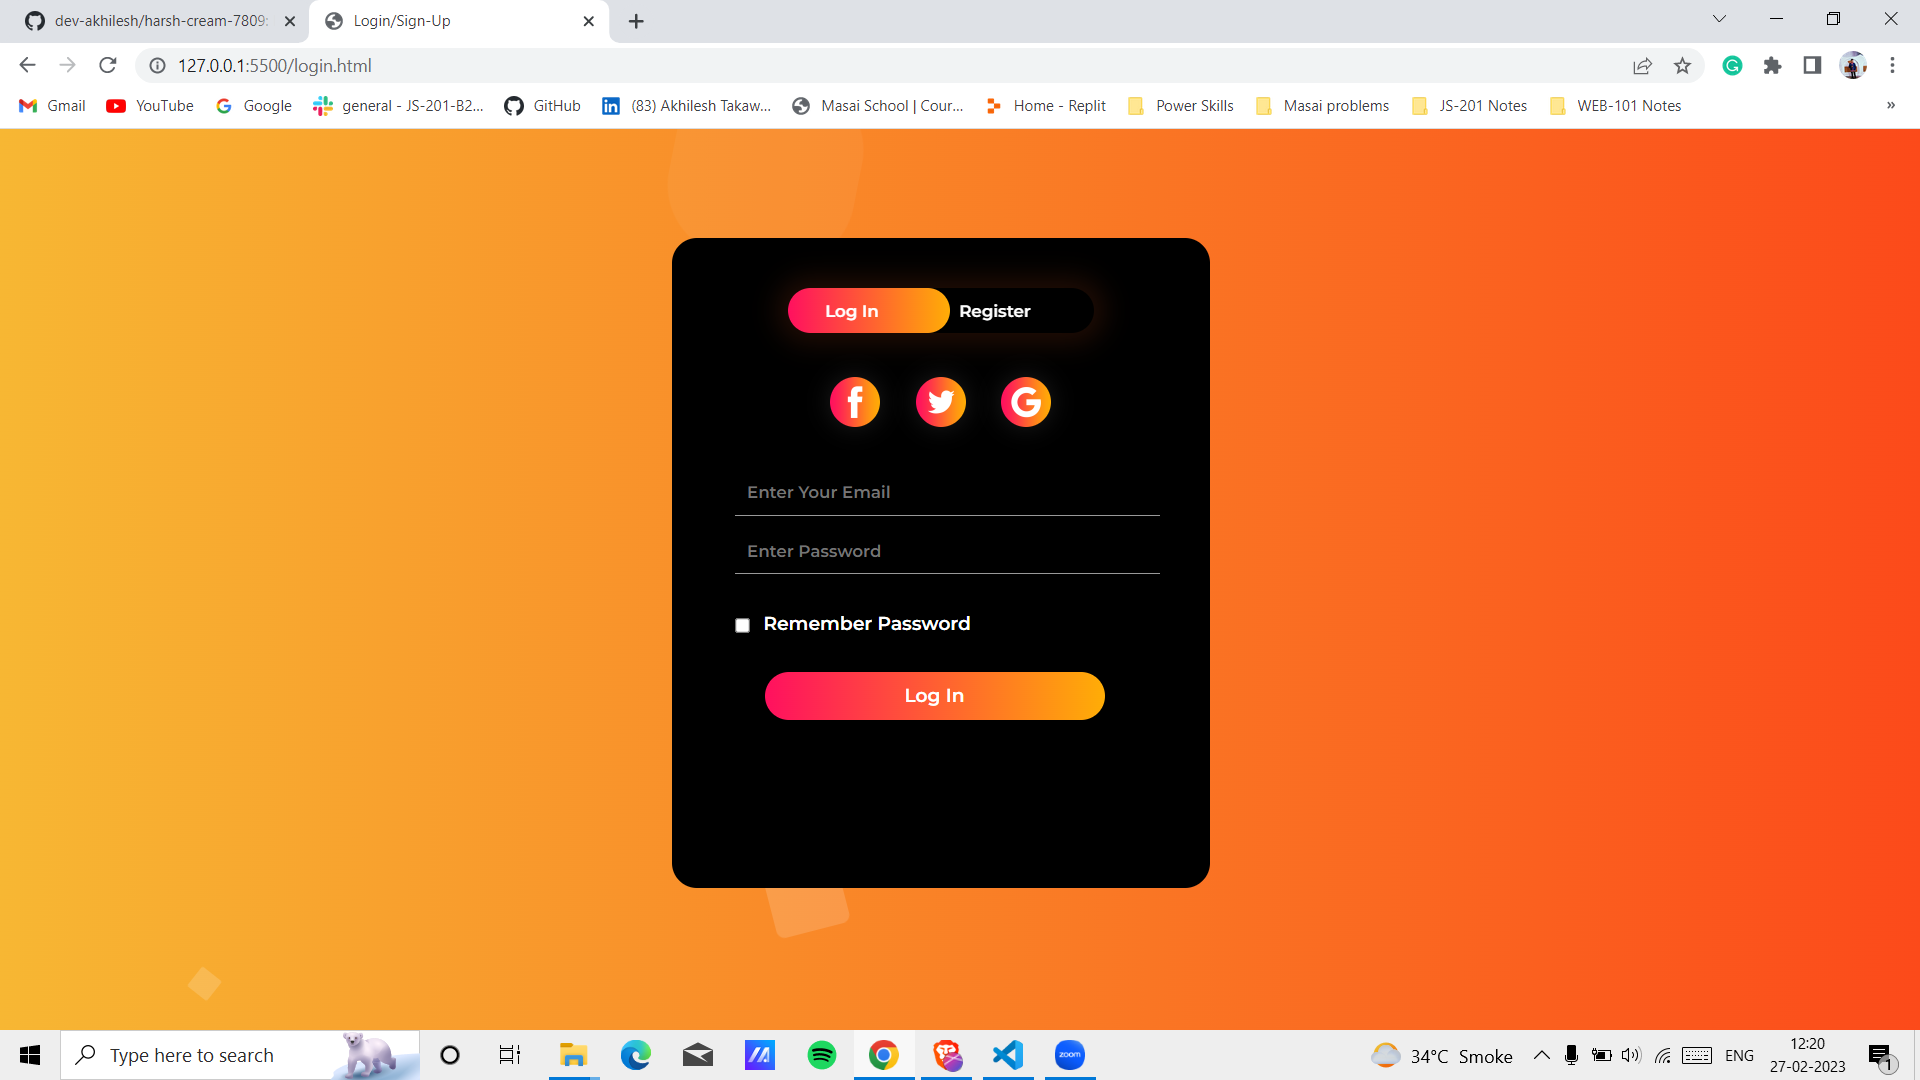 dev-akhilesh/harsh-cream-7809
Login/Sign-Up
127.0.0.1:5500/login.html
Gmail
YouTube
Google
general - JS-201-B2...
GitHub
(83) Akhilesh Takaw...
Masai School | Cour...
Home - Replit
Power Skills
Masai problems
JS-201 Notes
WEB-101 Notes
Log In
Register
Enter Your Email
Enter Password
Remember Password
Log In
Type here to search
zoom
34°C Smoke
ENG
12:20
27-02-2023
1